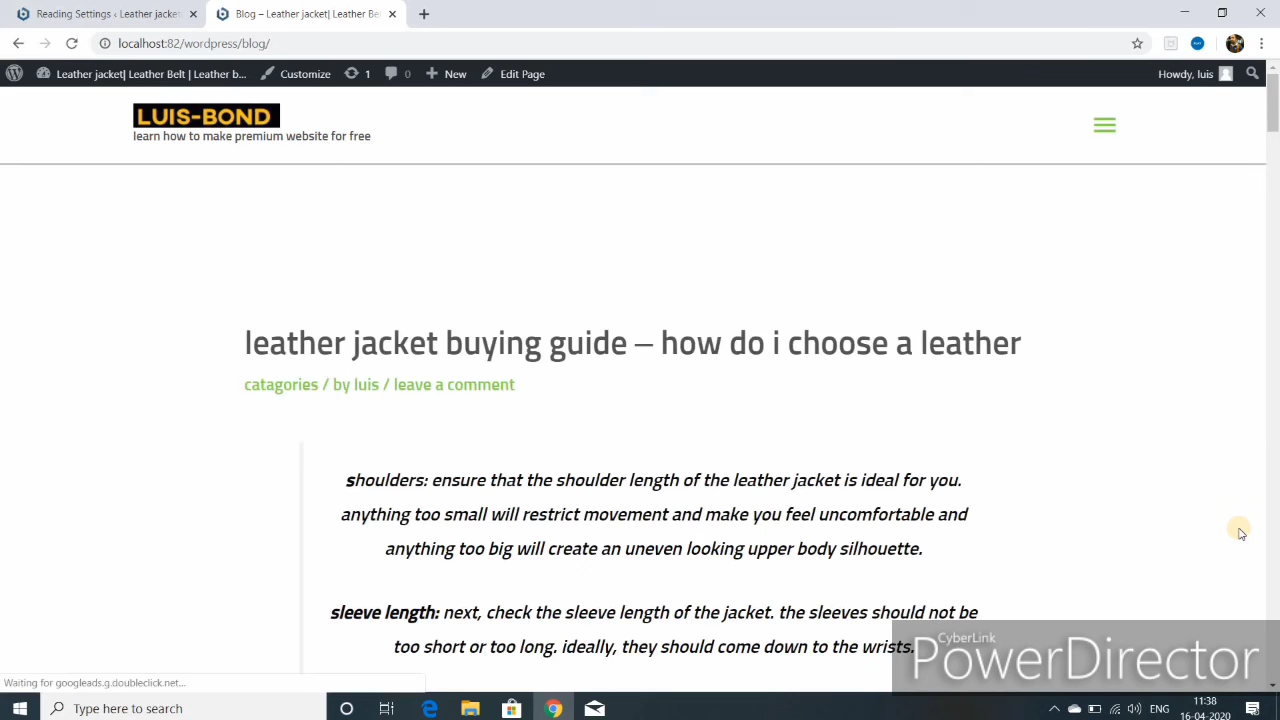 Reading Settings ‹ Leather jacket
Blog – Leather jacket| Leather Be
localhost:82/wordpress/blog/
Leather jacket| Leather Belt | Leather b...
Customize
1
0
New
Edit Page
Howdy, luis
LUIS-BOND
learn how to make premium website for free
leather jacket buying guide – how do i choose a leather
catagories / by luis / leave a comment
shoulders: ensure that the shoulder length of the leather jacket is ideal for you.
anything too small will restrict movement and make you feel uncomfortable and
anything too big will create an uneven looking upper body silhouette.
sleeve length: next, check the sleeve length of the jacket. the sleeves should not be
too short or too long. ideally, they should come down to the wrists.
CyberLink
PowerDirector
Waiting for googleads.g.doubleclick.net...
Type here to search
ENG
11:38
16-04-2020